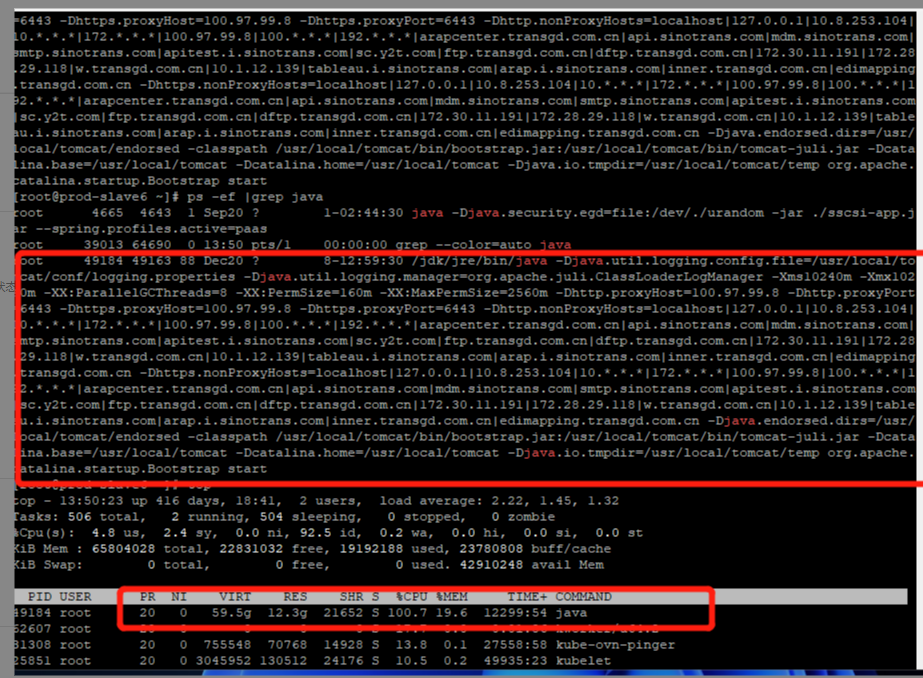 =6443 -Dhttps.proxyHost=100.97.99.8 -Dhttps.proxyPort=6443 -Dhttp.nonProxyHosts=localhost|127.0.0.1|10.8.253.104|
10.*.*.*|172.*.*.*|100.97.99.8|100.*.*.*|192.*.*.*|arapcenter.transgd.com.cn|api.sinotrans.com|mdm.sinotrans.com|
smtp.sinotrans.com|apitest.i.sinotrans.com|sc.y2t.com|ftp.transgd.com.cn|dftp.transgd.com.cn|172.30.11.191|172.28
.29.118|w.transgd.com.cn|10.1.12.139|tableau.i.sinotrans.com|arap.i.sinotrans.com|inner.transgd.com.cn|edimapping
.transgd.com.cn -Dhttps.nonProxyHosts=localhost|127.0.0.1|10.8.253.104|10.*.*.*|172.*.*.*|100.97.99.8|100.*.*.*|1
92.*.*.*|arapcenter.transgd.com.cn|api.sinotrans.com|mdm.sinotrans.com|smtp.sinotrans.com|apitest.i.sinotrans.com
|sc.y2t.com|ftp.transgd.com.cn|dftp.transgd.com.cn|172.30.11.191|172.28.29.118|w.transgd.com.cn|10.1.12.139|table
au.i.sinotrans.com|arap.i.sinotrans.com|inner.transgd.com.cn|edimapping.transgd.com.cn -Djava.endorsed.dirs=/usr/
local/tomcat/endorsed -classpath /usr/local/tomcat/bin/bootstrap.jar:/usr/local/tomcat/bin/tomcat-juli.jar -Dcata
lina.base=/usr/local/tomcat -Dcatalina.home=/usr/local/tomcat -Djava.io.tmpdir=/usr/local/tomcat/temp org.apache.
catalina.startup.Bootstrap start
[root@prod-slave6 ~]# ps -ef |grep java
root 4665 4643 1 Sep20 ? 1-02:44:30 java -Djava.security.egd=file:/dev/./urandom -jar ./sscsi-app.j
ar --spring.profiles.active=paas
root 39013 64690 0 13:50 pts/1 00:00:00 grep --color=auto java
oot 49184 49163 88 Dec20 ? 8-12:59:30 /jdk/jre/bin/java -Djava.util.logging.config.file=/usr/local/to
cat/conf/logging.properties -Djava.util.logging.manager=org.apache.juli.ClassLoaderLogManager -Xms10240m -Xmx102
0m -XX:ParallelGCThreads=8 -XX:PermSize=160m -XX:MaxPermSize=2560m -Dhttp.proxyHost=100.97.99.8 -Dhttp.proxyPort
6443 -Dhttps.proxyHost=100.97.99.8 -Dhttps.proxyPort=6443 -Dhttp.nonProxyHosts=localhost|127.0.0.1|10.8.253.104|
0.*.*.*|172.*.*.*|100.97.99.8|100.*.*.*|192.*.*.*|arapcenter.transgd.com.cn|api.sinotrans.com|mdm.sinotrans.com|
mtp.sinotrans.com|apitest.i.sinotrans.com|sc.y2t.com|ftp.transgd.com.cn|dftp.transgd.com.cn|172.30.11.191|172.28
29.118|w.transgd.com.cn|10.1.12.139|tableau.i.sinotrans.com|arap.i.sinotrans.com|inner.transgd.com.cn|edimapping
transgd.com.cn -Dhttps.nonProxyHosts=localhost|127.0.0.1|10.8.253.104|10.*.*.*|172.*.*.*|100.97.99.8|100.*.*.*|1
2.*.*.*|arapcenter.transgd.com.cn|api.sinotrans.com|mdm.sinotrans.com|smtp.sinotrans.com|apitest.i.sinotrans.com
sc.y2t.com|ftp.transgd.com.cn|dftp.transgd.com.cn|172.30.11.191|172.28.29.118|w.transgd.com.cn|10.1.12.139|table
u.i.sinotrans.com|arap.i.sinotrans.com|inner.transgd.com.cn|edimapping.transgd.com.cn -Djava.endorsed.dirs=/usr/
ocal/tomcat/endorsed -classpath /usr/local/tomcat/bin/bootstrap.jar:/usr/local/tomcat/bin/tomcat-juli.jar -Dcata
ina.base=/usr/local/tomcat -Dcatalina.home=/usr/local/tomcat -Djava.io.tmpdir=/usr/local/tomcat/temp org.apache.
atalina.startup.Bootstrap start
top - 13:50:23 up 416 days, 18:41, 2 users, load average: 2.22, 1.45, 1.32
Tasks: 506 total, 2 running, 504 sleeping, 0 stopped, 0 zombie
%Cpu(s): 4.8 us, 2.4 sy, 0.0 ni, 92.5 id, 0.2 wa, 0.0 hi, 0.0 si, 0.0 st
KiB Mem : 65804028 total, 22831032 free, 19192188 used, 23780808 buff/cache
KiB Swap: 0 total, 0 free, 0 used. 42910248 avail Mem
PID USER PR NI VIRT RES SHR S %CPU %MEM TIME+ COMMAND
49184 root 20 0 59.5g 12.3g 21652 S 100.7 19.6 12299:54 java
62607 root
31308 root 20 0 755548 70768 14928 S 13.8 0.1 27558:58 kube-ovn-pinger
25851 root 20 0 3045952 130512 24176 S 10.5 0.2 49935:23 kubelet